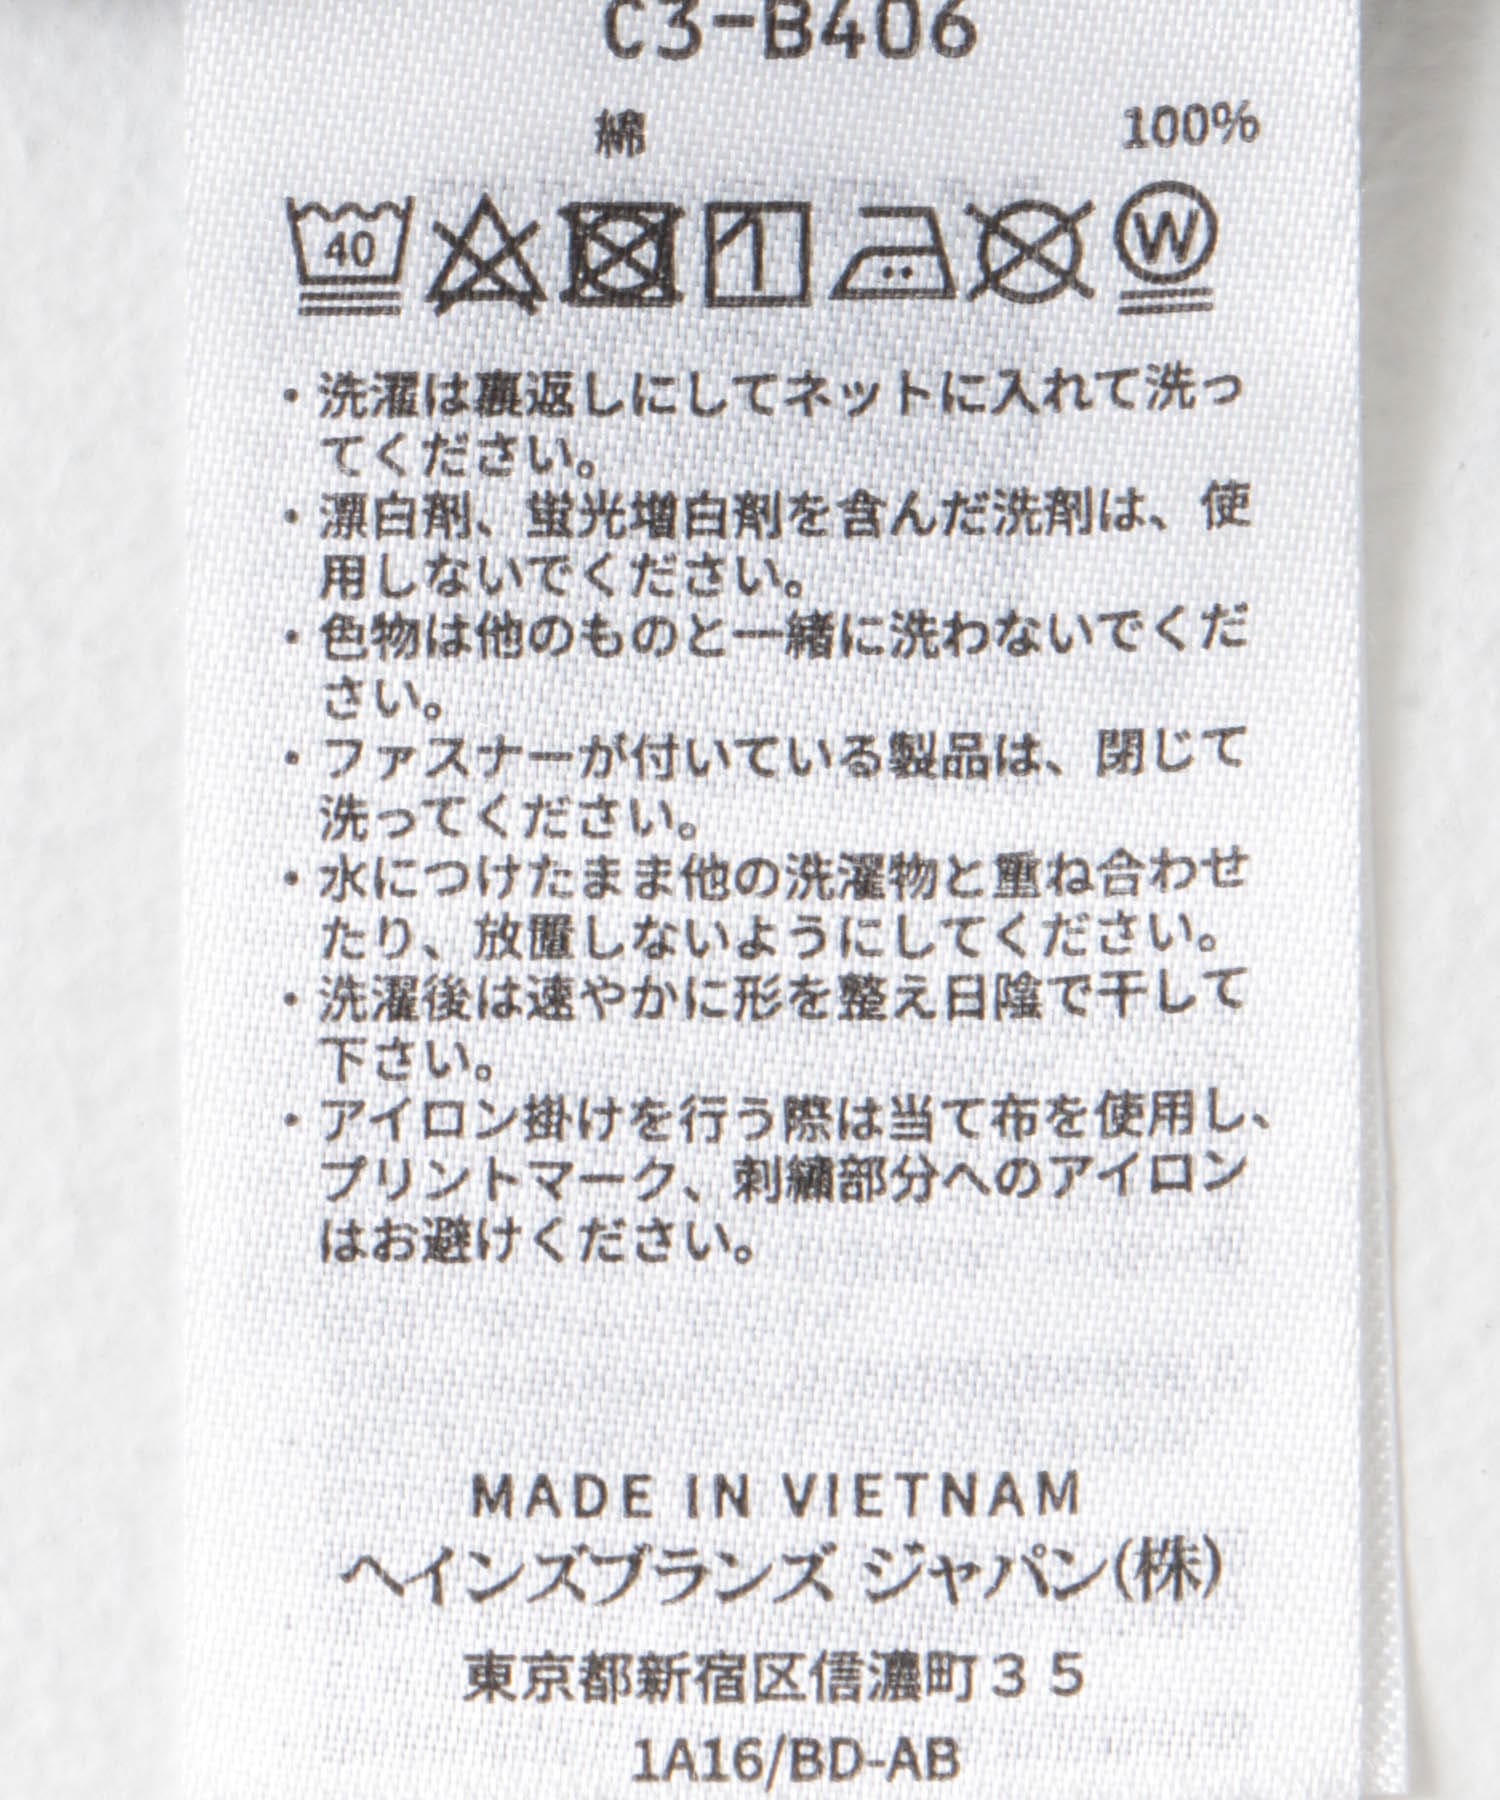 C3-B406
綿 100%
40 W
・洗濯は裏返しにしてネットに入れて洗っ
てください。
・漂白剤、蛍光増白剤を含んだ洗剤は、使
用しないでください。
・色物は他のものと一緒に洗わないでくだ
さい。
・ファスナーが付いている製品は、閉じて
洗ってください。
・水につけたまま他の洗濯物と重ね合わせ
たり、放置しないようにしてください。
・洗濯後は速やかに形を整え日陰で干して
下さい。
・アイロン掛けを行う際は当て布を使用し、
プリントマーク、刺繍部分へのアイロン
はお避けください。
MADE IN VIETNAM
ヘインズブランズ ジャパン(株)
東京都新宿区信濃町３５
1A16/BD-AB